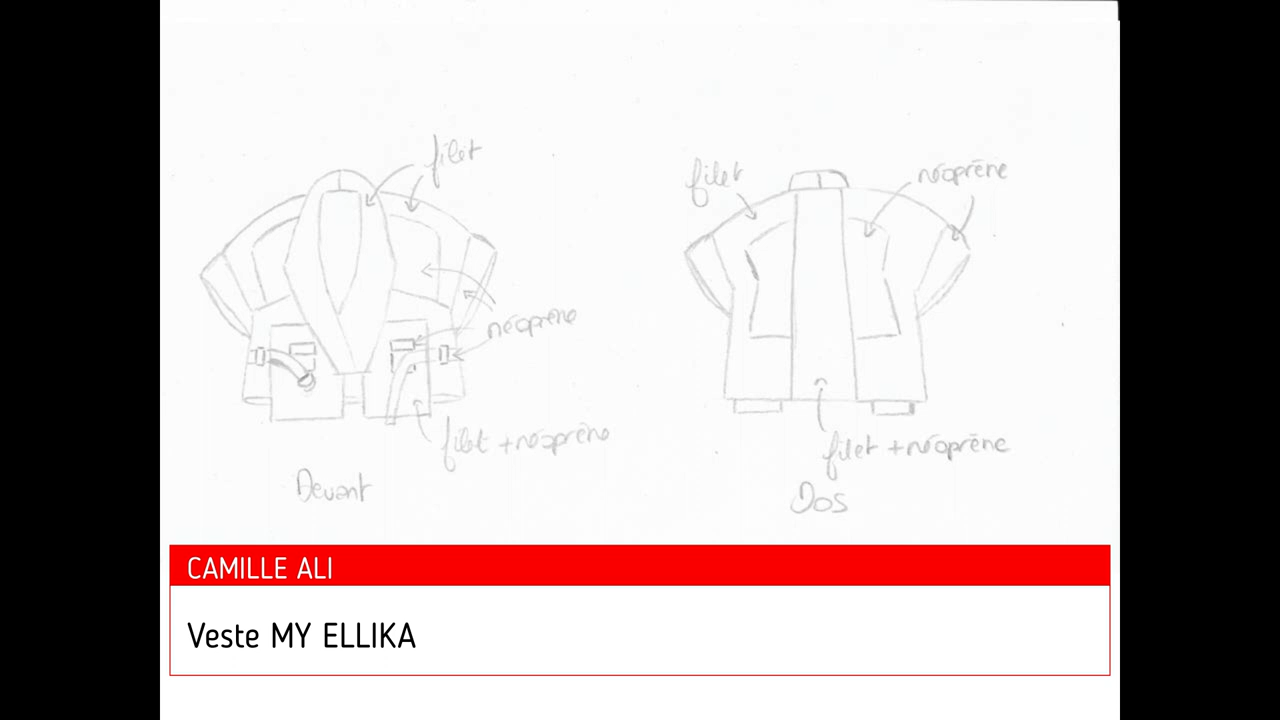 filet
néoprène
filet +néoprène
Devant
filet
néoprène
filet +néoprène
Dos
CAMILLE ALI
Veste MY ELLIKA